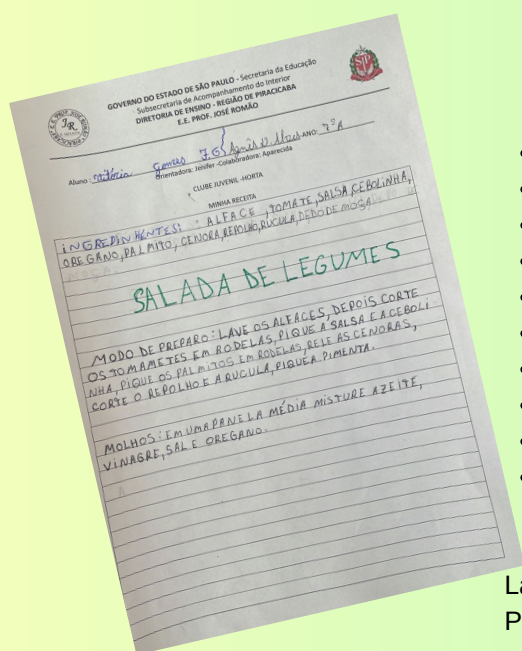 GOVERNO DO ESTADO DE SÃO PAULO - Secretaria da Educação
Subsecretaria de Acompanhamento do Interior
DIRETORIA DE ENSINO - REGIÃO DE PIRACICABA
E.E. PROF. JOSÉ ROMÃO
Aluno: Vitória Gomes F.G Agnis V. Alves ANO: 7ºA
Orientadora: Jenifer -Colaboradora: Aparecida
CLUBE JUVENIL -HORTA
MINHA RECEITA
INGREDINHENTES: ALFACE, TOMATE, SALSA, CEBOLINHA,
OREGANO, PALMITO, CENORA, REPOLHO, RUCULA, DEDO DE MOÇA
SALADA DE LEGUMES
MODO DE PREPARO: LAVE OS ALFACES, DEPOIS CORTE
OS TOMAMETES EM RODELAS, PIQUE A SALSA E A CEBOLI
NHA, PIQUE OS PALMITOS EM RODELAS, RELE AS CENORAS,
CORTE O REPOLHO E A RUCULA, PIQUE A PIMENTA.
MOLHOS: EM UMA PANELA MÉDIA MISTURE AZEITE,
VINAGRE, SAL E OREGANO.